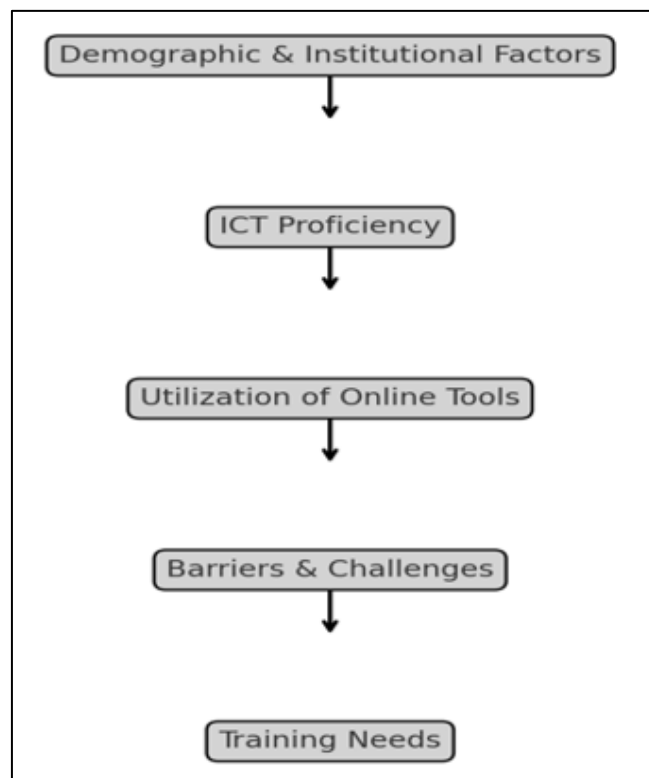 Demographic & Institutional Factors
ICT Proficiency
Utilization of Online Tools
Barriers & Challenges
Training Needs